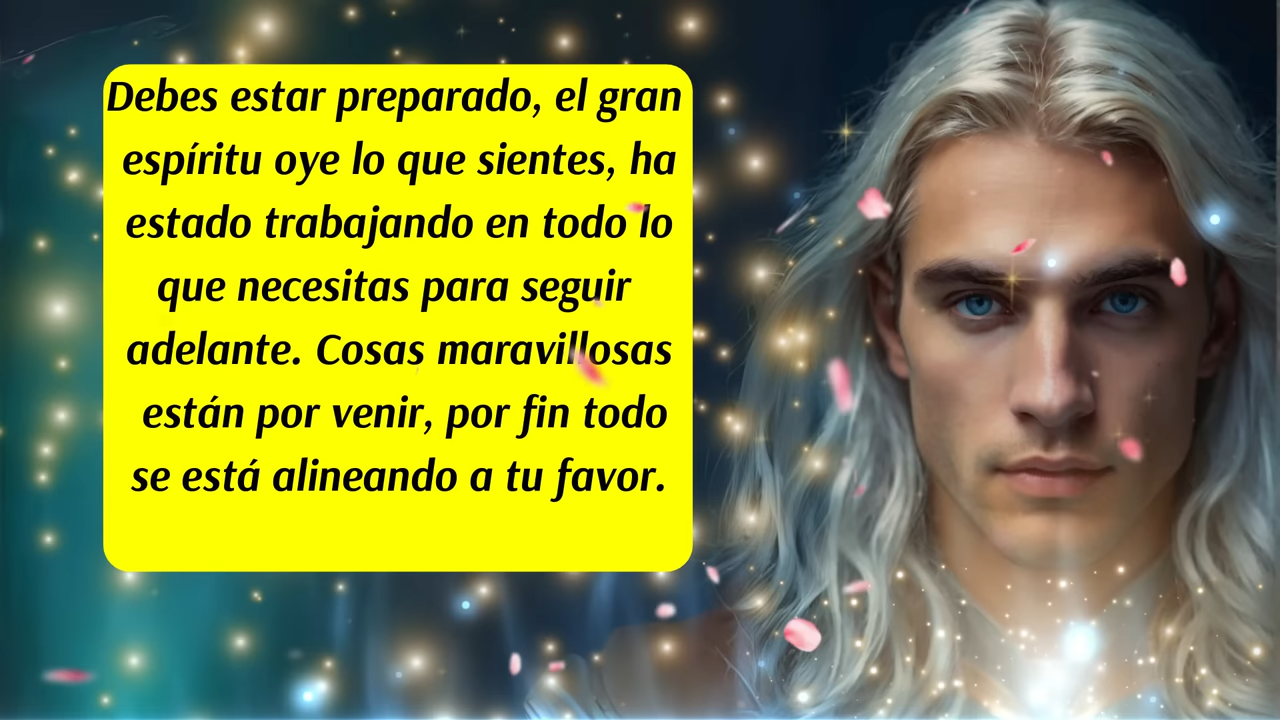 Debes estar preparado, el gran
espíritu oye lo que sientes, ha
estado trabajando en todo lo
que necesitas para seguir
adelante. Cosas maravillosas
están por venir, por fin todo
se está alineando a tu favor.